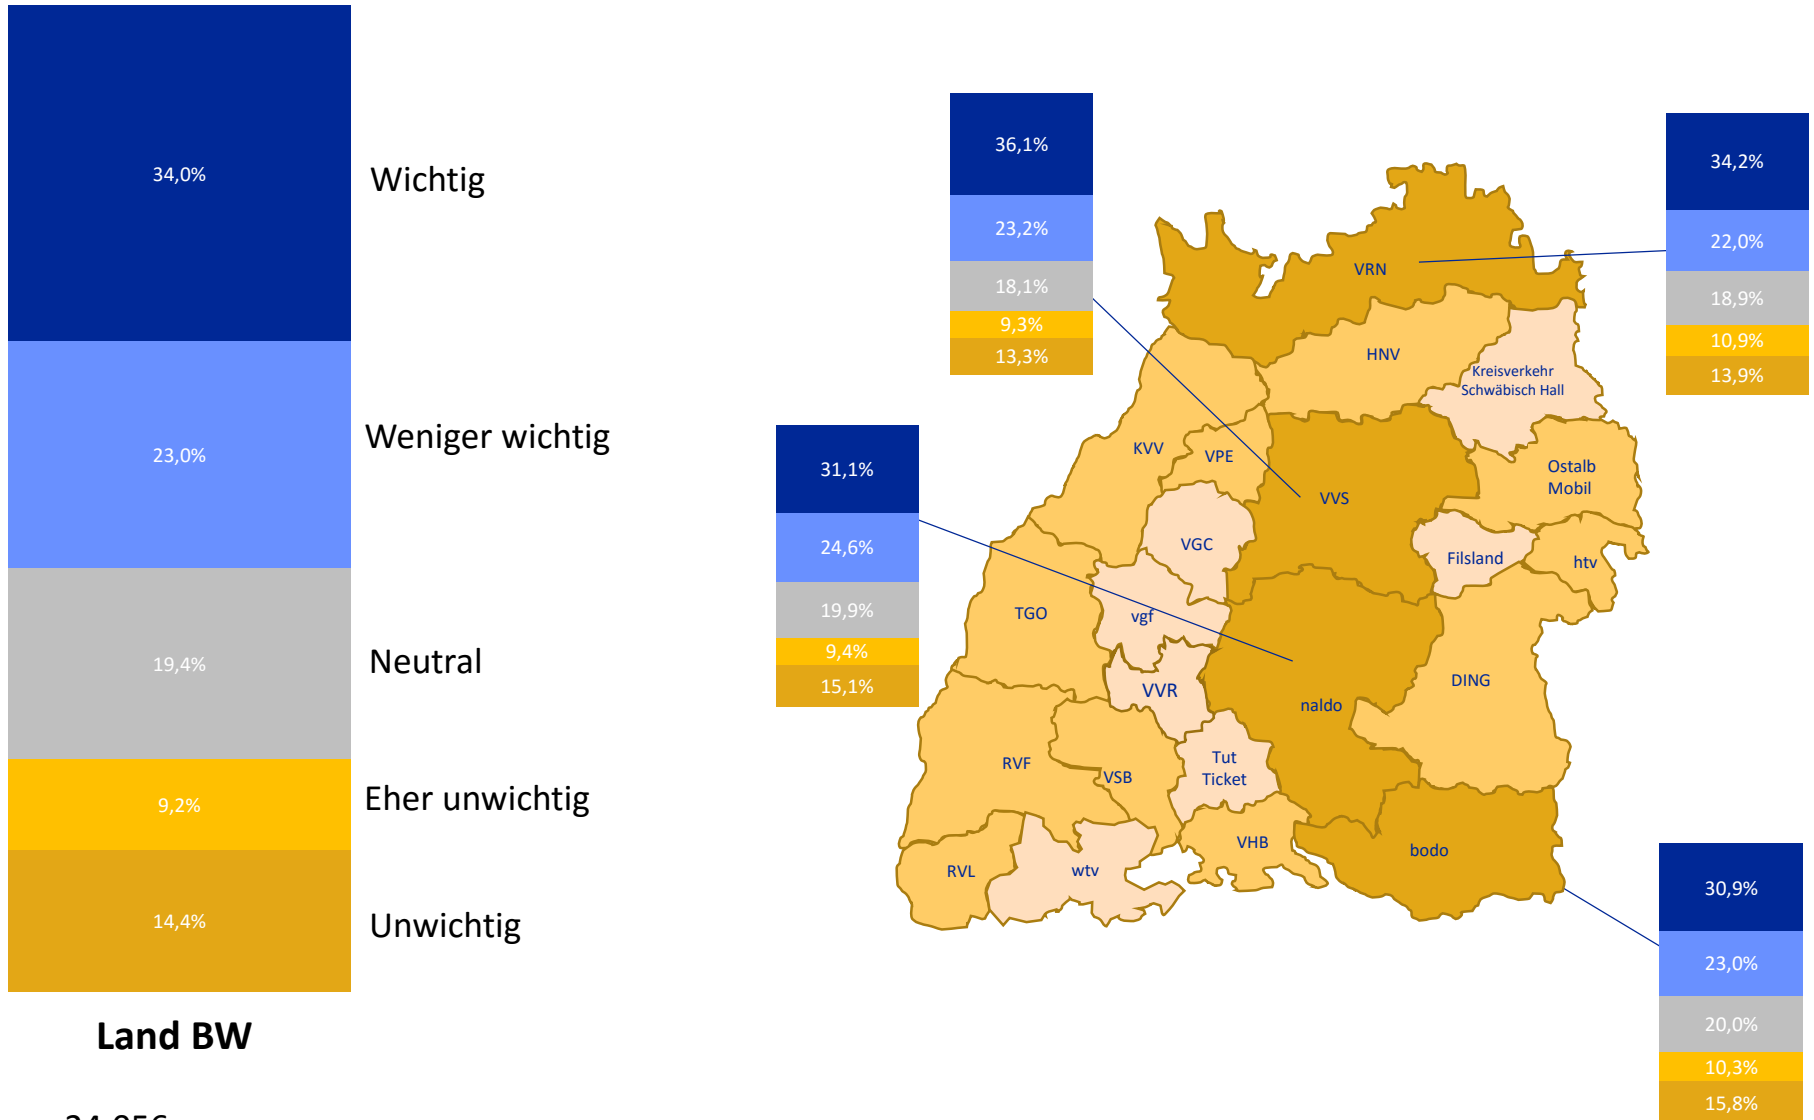 34,0%
Wichtig
23,0%
Weniger wichtig
19,4%
Neutral
9,2%
Eher unwichtig
14,4%
Unwichtig
Land BW
36,1%
23,2%
18,1%
9,3%
13,3%
34,2%
22,0%
18,9%
10,9%
13,9%
31,1%
24,6%
19,9%
9,4%
15,1%
30,9%
23,0%
20,0%
10,3%
15,8%
VRN
HNV
Kreisverkehr
Schwäbisch Hall
KVV
VPE
VVS
Ostalb
Mobil
VGC
Filsland
htv
TGO
vgf
VVR
naldo
DING
RVF
VSB
Tut
Ticket
VHB
bodo
RVL
wtv